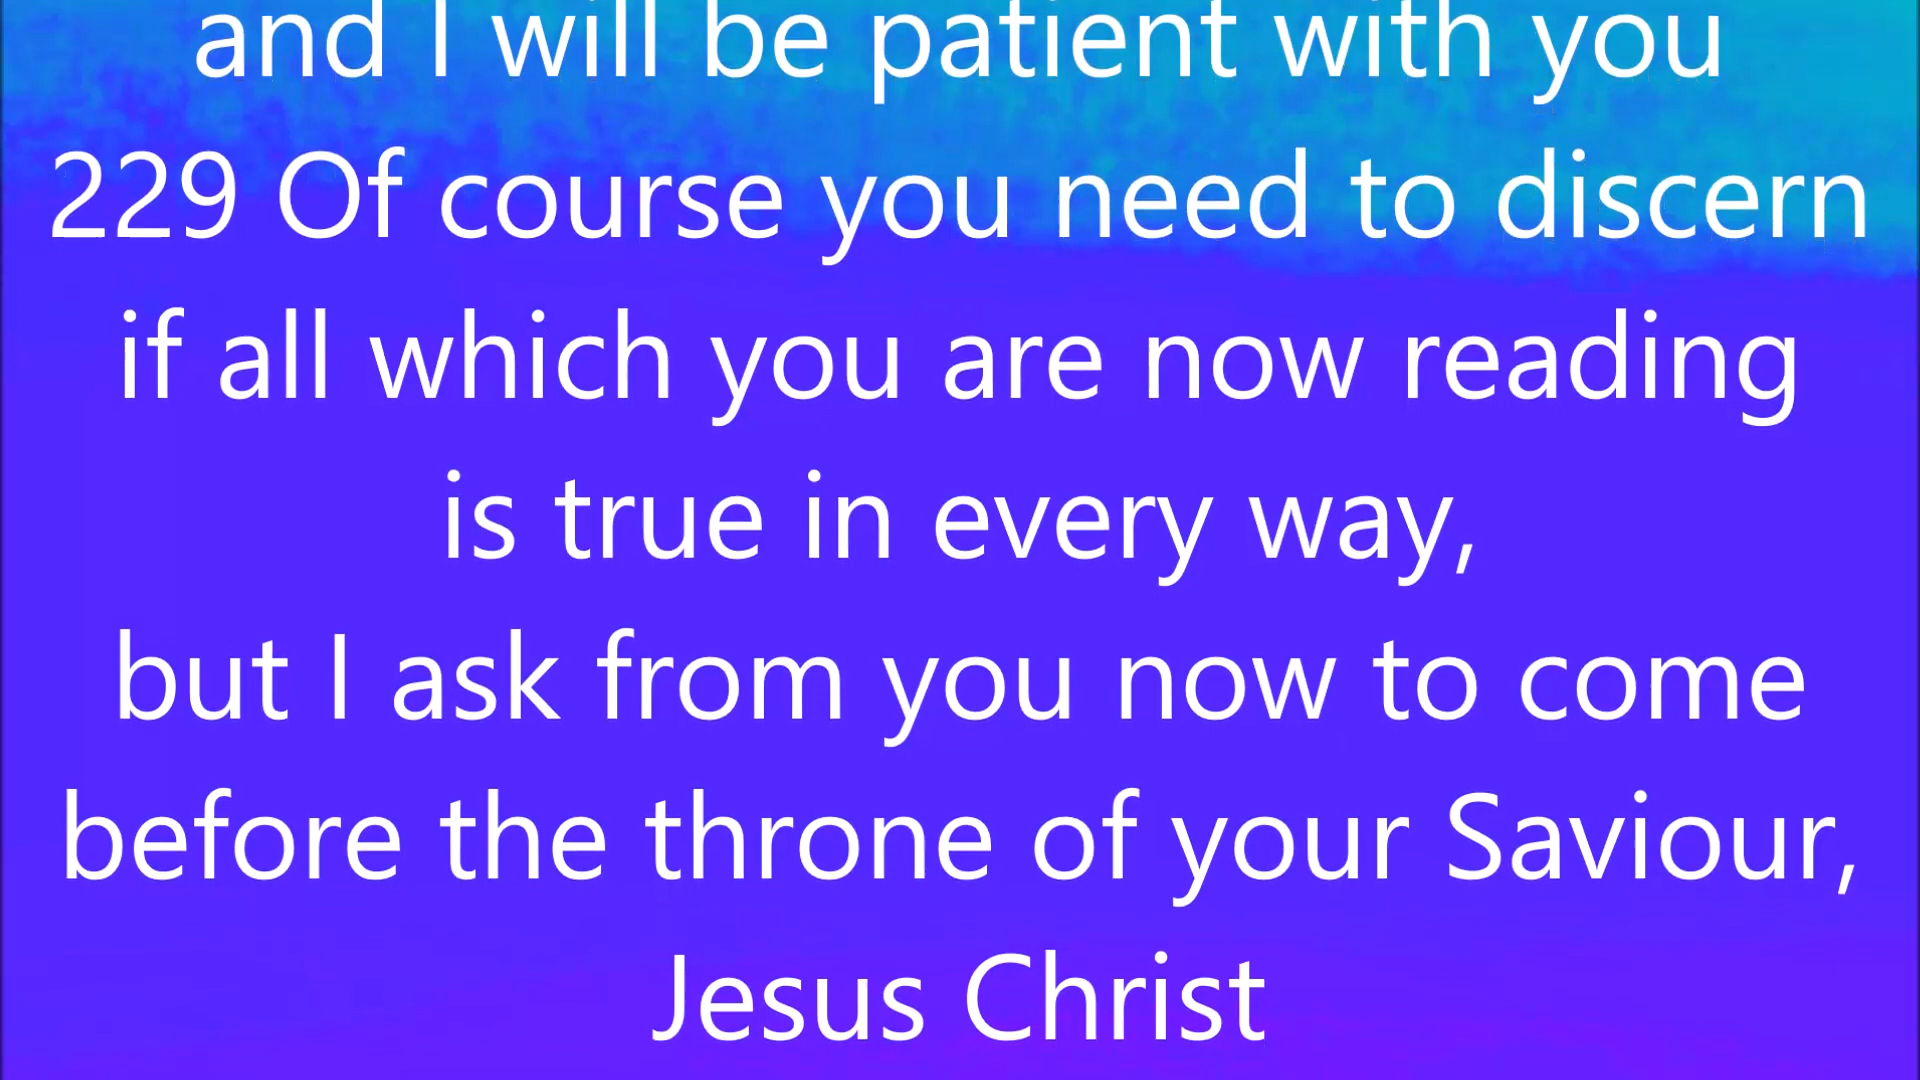 and I will be patient with you
229 Of course you need to discern
if all which you are now reading
is true in every way,
but I ask from you now to come
before the throne of your Saviour,
Jesus Christ